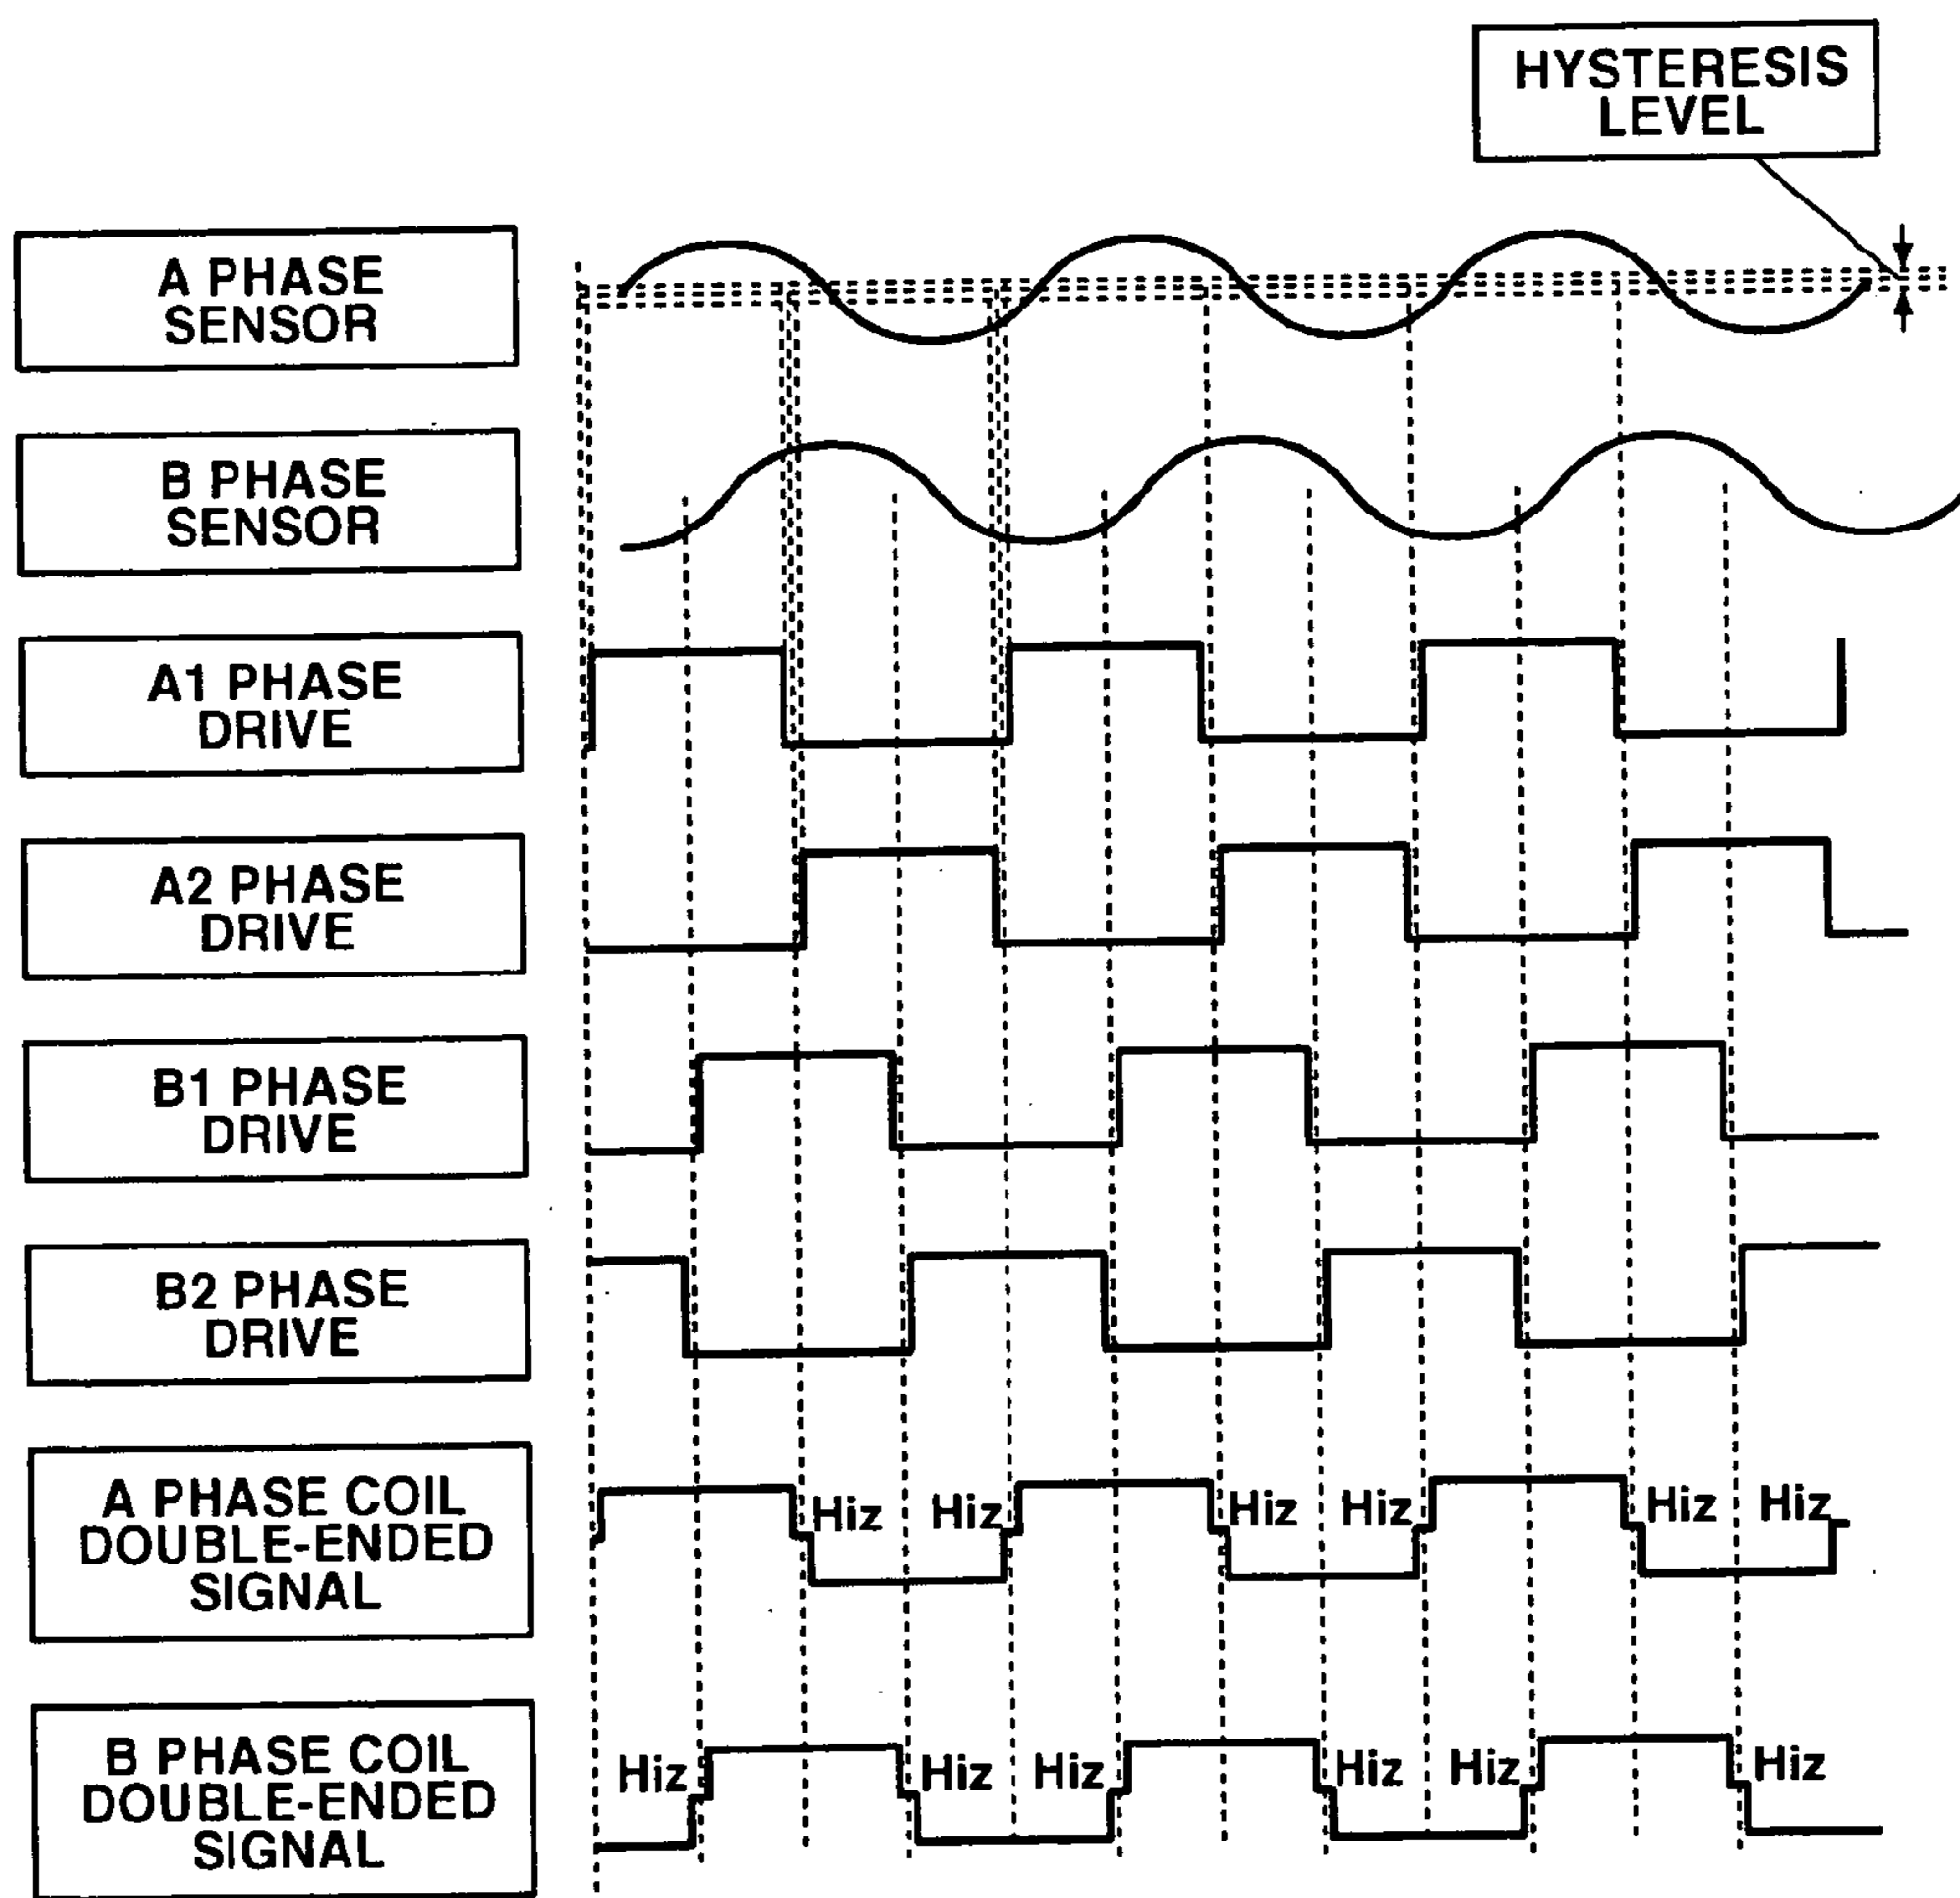 HYSTERESIS
LEVEL
A PHASE
SENSOR
B PHASE
SENSOR
A1 PHASE
DRIVE
A2 PHASE
DRIVE
B1 PHASE
DRIVE
B2 PHASE
DRIVE
A PHASE COIL
DOUBLE-ENDED
SIGNAL
Hiz Hiz Hiz Hiz Hiz Hiz
B PHASE COIL
DOUBLE-ENDED
SIGNAL
Hiz Hiz Hiz Hiz Hiz Hiz